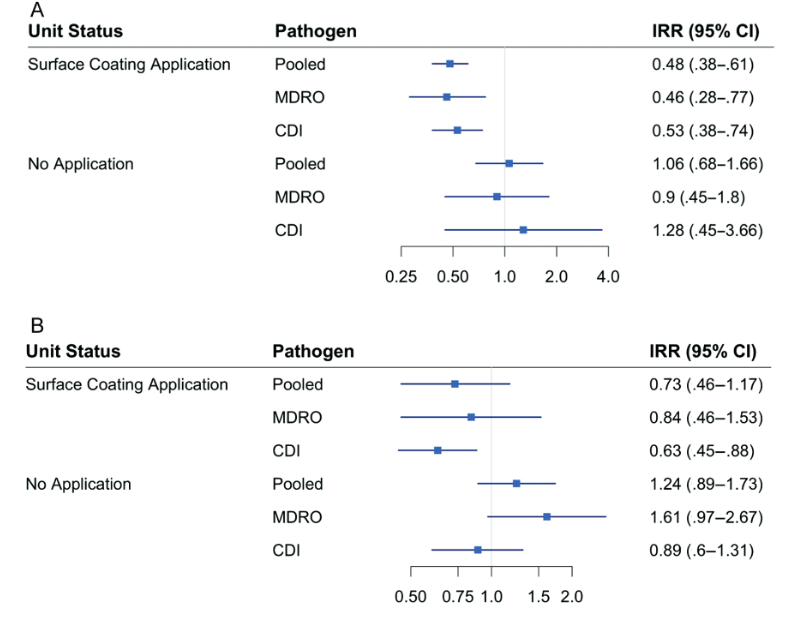 A
Unit Status Pathogen IRR (95% CI)
Surface Coating Application Pooled 0.48 (.38–.61)
MDRO 0.46 (.28–.77)
CDI 0.53 (.38–.74)
No Application Pooled 1.06 (.68–1.66)
MDRO 0.9 (.45–1.8)
CDI 1.28 (.45–3.66)
0.25 0.50 1.0 2.0 4.0
B
Unit Status Pathogen IRR (95% CI)
Surface Coating Application Pooled 0.73 (.46–1.17)
MDRO 0.84 (.46–1.53)
CDI 0.63 (.45–.88)
No Application Pooled 1.24 (.89–1.73)
MDRO 1.61 (.97–2.67)
CDI 0.89 (.6–1.31)
0.50 0.75 1.0 1.5 2.0